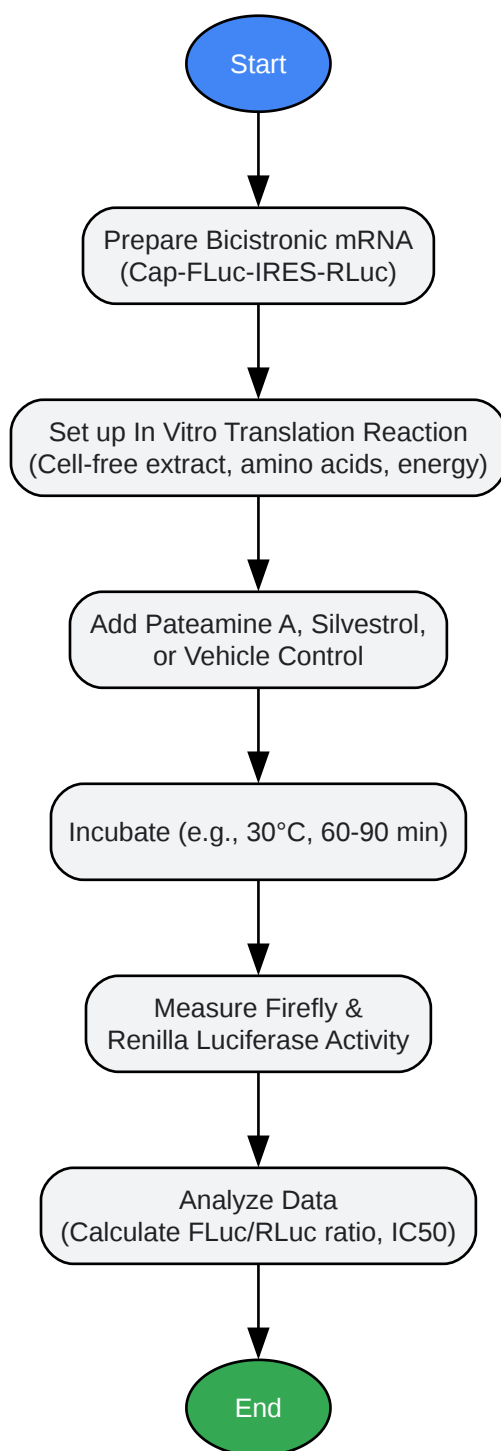 Start
Prepare Bicistronic mRNA
(Cap-FLuc-IRES-RLuc)
Set up In Vitro Translation Reaction
(Cell-free extract, amino acids, energy)
Add Pateamine A, Silvestrol,
or Vehicle Control
Incubate (e.g., 30°C, 60-90 min)
Measure Firefly &
Renilla Luciferase Activity
Analyze Data
(Calculate FLuc/RLuc ratio, IC50)
End